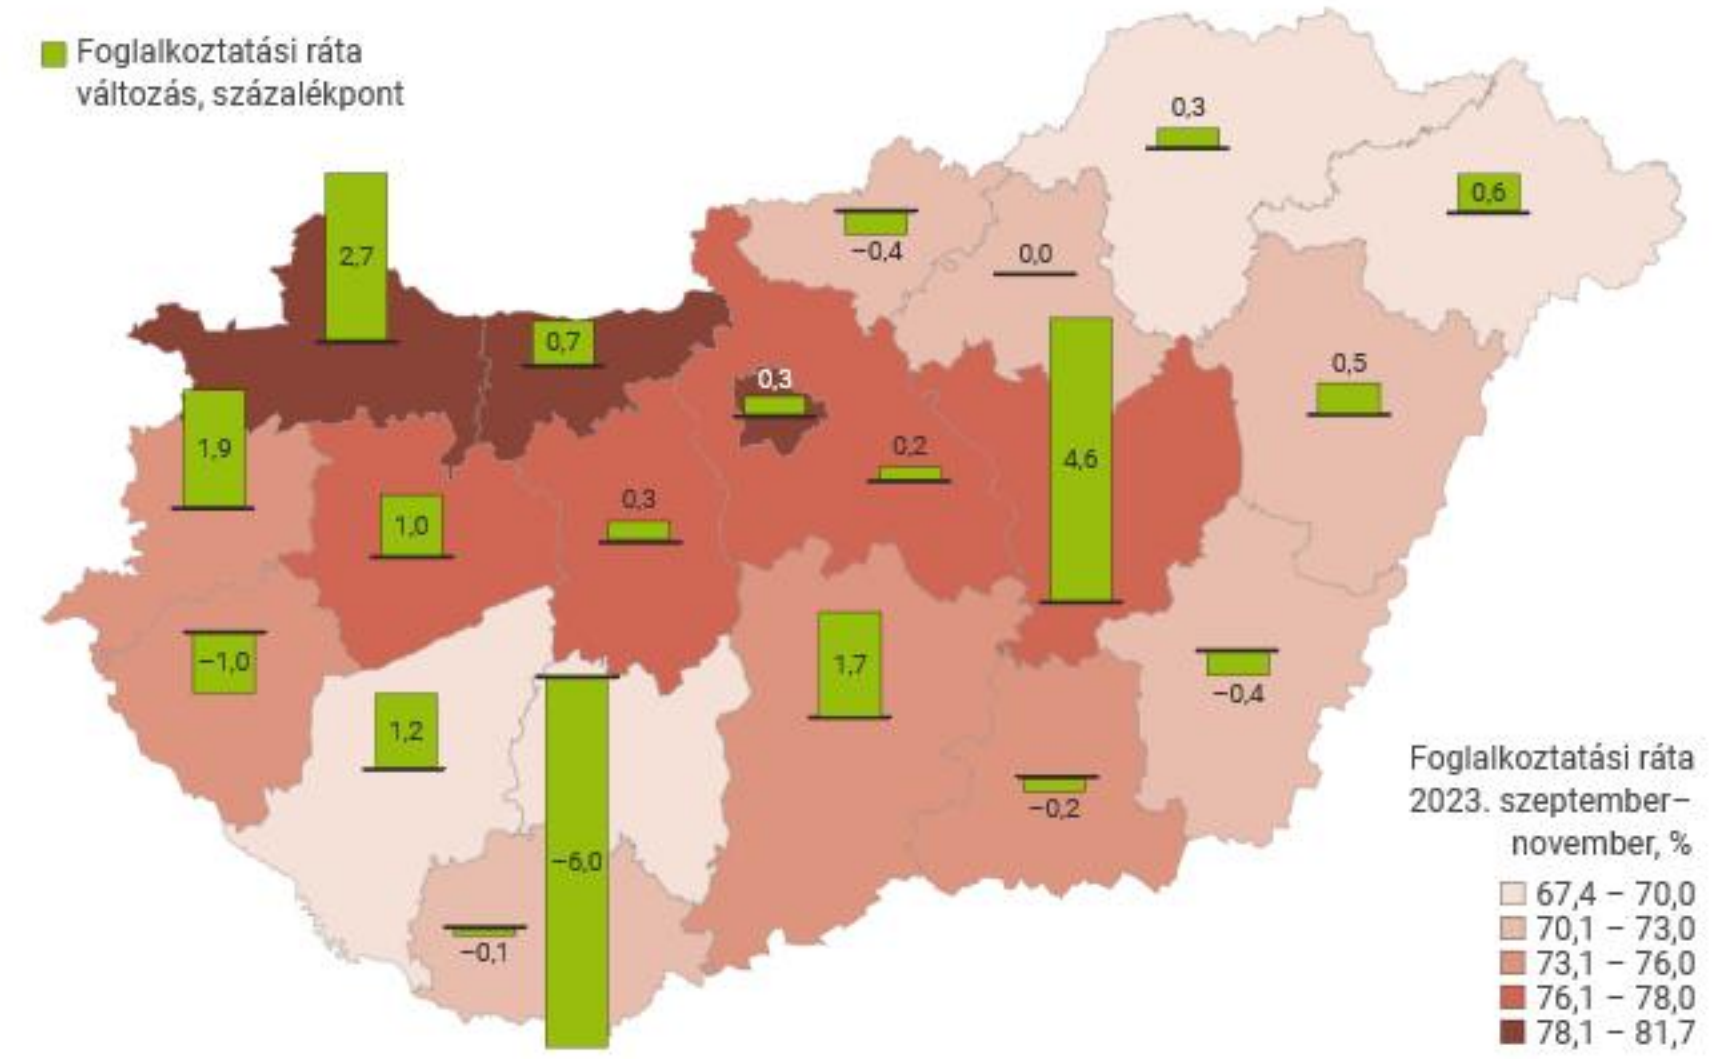 Foglalkoztatási ráta
változás, százalékpont
0,3
0,6
2,7
−0,4
0,0
0,7
0,5
0,3
1,9
0,2
4,6
0,3
1,0
−1,0
1,7
−0,4
1,2
−0,2
−6,0
−0,1
Foglalkoztatási ráta
2023. szeptember–
november, %
67,4 – 70,0
70,1 – 73,0
73,1 – 76,0
76,1 – 78,0
78,1 – 81,7